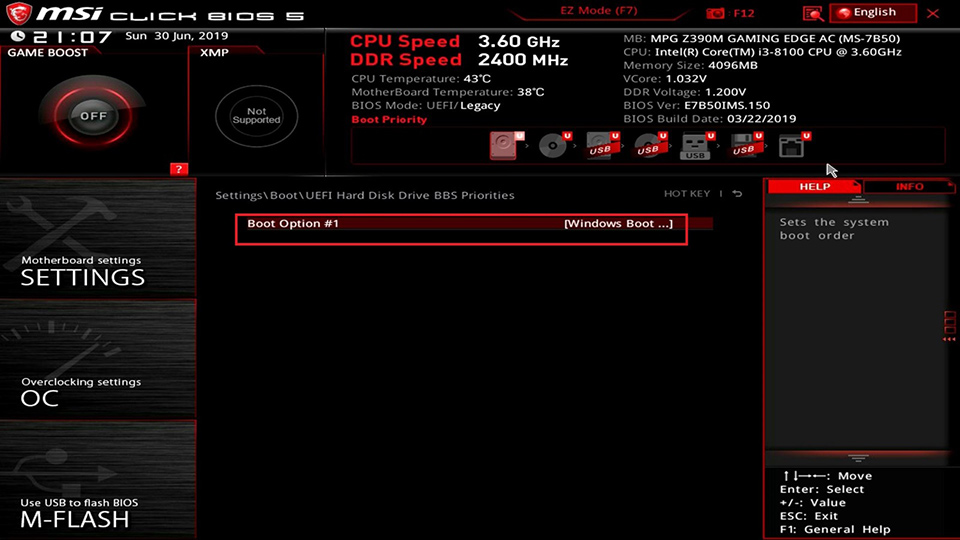 msi CLICK BIOS 5
EZ Mode (F7)
: F12
English
21:07 Sun 30 Jun, 2019
GAME BOOST
XMP
OFF
Not
Supported
?
CPU Speed 3.60 GHz
DDR Speed 2400 MHz
CPU Temperature: 43°C
MotherBoard Temperature: 38°C
BIOS Mode: UEFI/Legacy
Boot Priority
MB: MPG Z390M GAMING EDGE AC (MS-7B50)
CPU: Intel(R) Core(TM) i3-8100 CPU @ 3.60GHz
Memory Size: 4096MB
VCore: 1.032V
DDR Voltage: 1.200V
BIOS Ver: E7B50IMS.150
BIOS Build Date: 03/22/2019
U U U U U U U
USB USB USB USB
Motherboard settings
SETTINGS
Overclocking settings
OC
Use USB to flash BIOS
M-FLASH
Settings\Boot\UEFI Hard Disk Drive BBS Priorities
HOT KEY |
Boot Option #1 [Windows Boot ...]
HELP INFO
Sets the system
boot order
↑↓→←: Move
Enter: Select
+/-: Value
ESC: Exit
F1: General Help